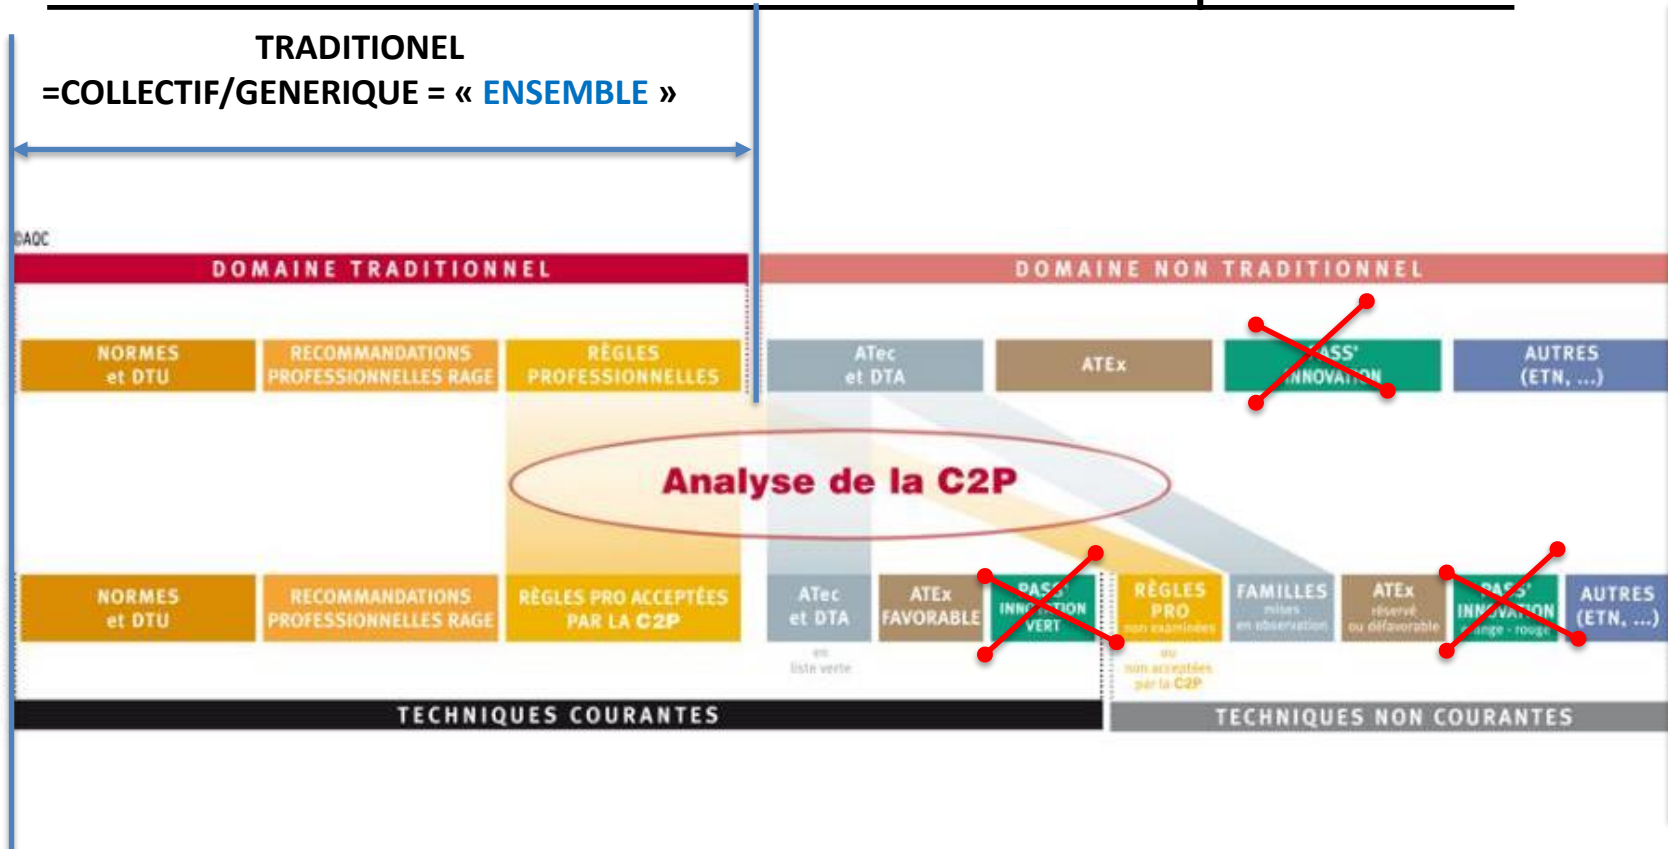 TRADITIONEL
=COLLECTIF/GENERIQUE = « ENSEMBLE »
©AQC
DOMAINE TRADITIONNEL
DOMAINE NON TRADITIONNEL
NORMES
et DTU
RECOMMANDATIONS
PROFESSIONNELLES RAGE
RÈGLES
PROFESSIONNELLES
ATec
et DTA
ATEx
PASS'
INNOVATION
AUTRES
(ETN, ...)
Analyse de la C2P
NORMES
et DTU
RECOMMANDATIONS
PROFESSIONNELLES RAGE
RÈGLES PRO ACCEPTÉES
PAR LA C2P
ATec
et DTA
en
liste verte
ATEx
FAVORABLE
PASS'
INNOVATION
VERT
RÈGLES
PRO
non examinées
ou
non acceptées
par la C2P
FAMILLES
mises
en observation
ATEx
réservé
ou défavorable
PASS'
INNOVATION
orange - rouge
AUTRES
(ETN, ...)
TECHNIQUES COURANTES
TECHNIQUES NON COURANTES